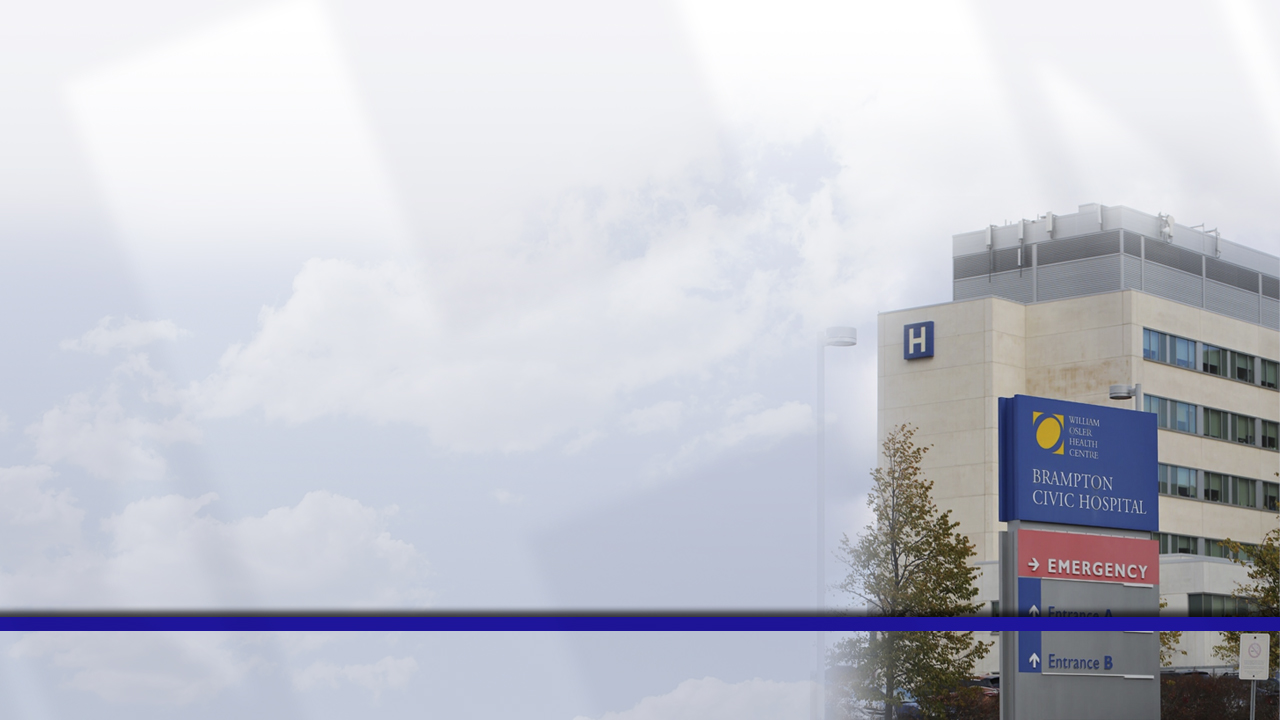 H
WILLIAM
OSLER
HEALTH
CENTRE
BRAMPTON
CIVIC HOSPITAL
→ EMERGENCY
↑ Entrance A
↑ Entrance B